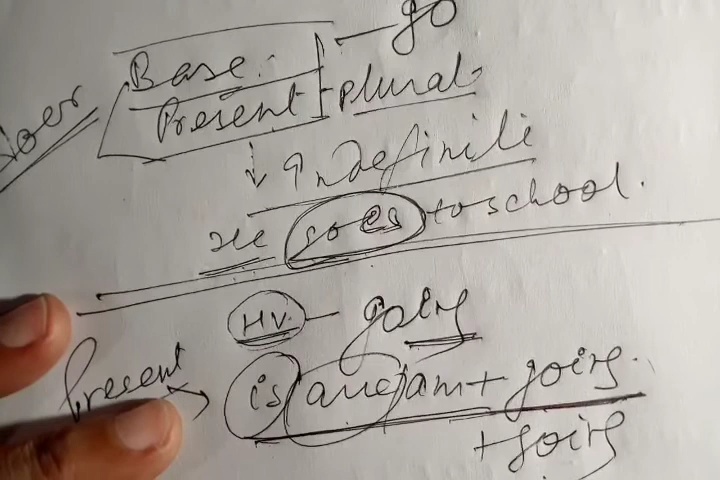 go
Base
Present plural
Indefinite
He goes to school.
HV. - going
Present is are am + going.
+ going